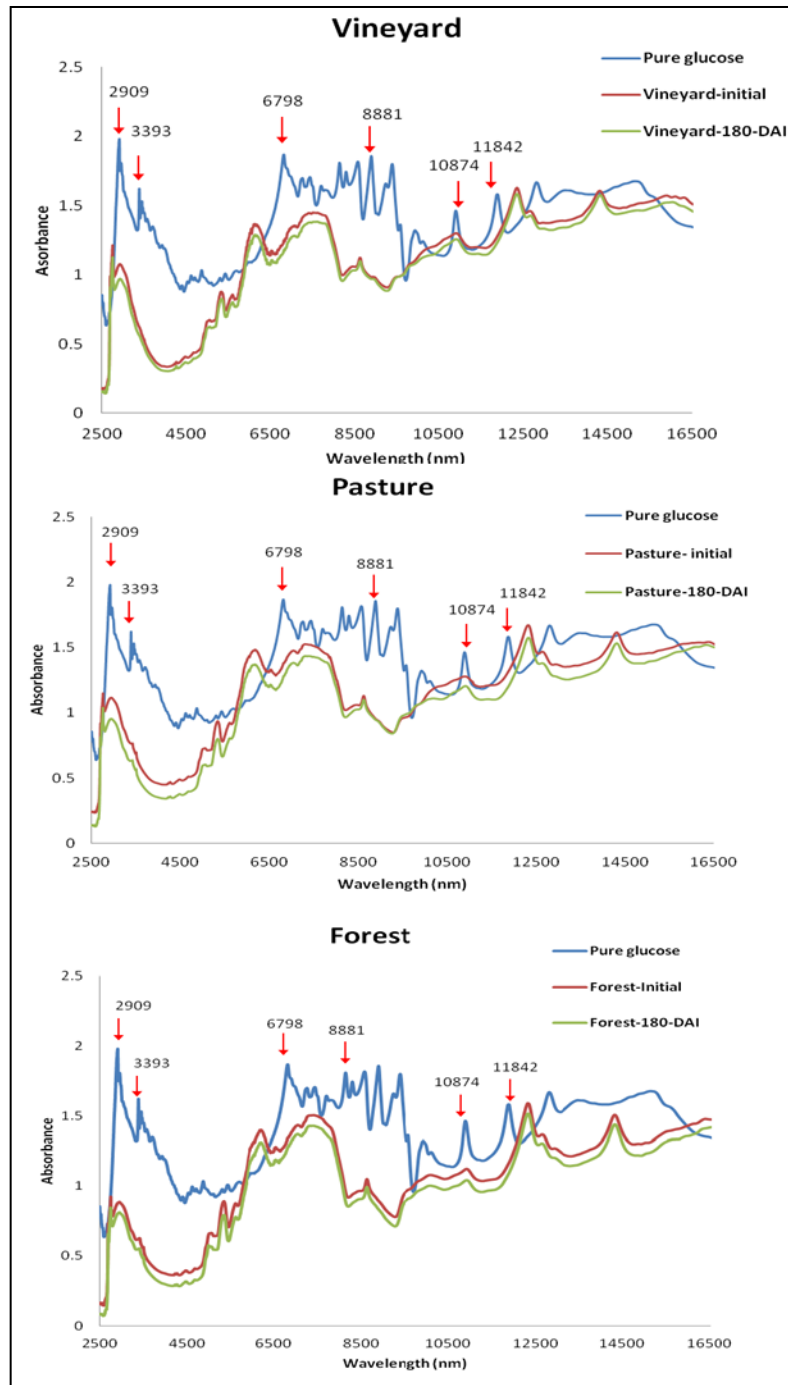 Vineyard
2.5
2
1.5
1
0.5
0
Asorbance
2909
3393
6798
8881
10874
11842
Pure glucose
Vineyard-initial
Vineyard-180-DAI
2500 4500 6500 8500 10500 12500 14500 16500
Wavelength (nm)
Pasture
2.5
2
1.5
1
0.5
0
Absorbance
2909
3393
6798
8881
10874
11842
Pure glucose
Pasture- initial
Pasture-180-DAI
2500 4500 6500 8500 10500 12500 14500 16500
Wavelength (nm)
Forest
2.5
2
1.5
1
0.5
0
Absorbance
2909
3393
6798
8881
10874
11842
Pure glucose
Forest-Initial
Forest-180-DAI
2500 4500 6500 8500 10500 12500 14500 16500
Wavelength (nm)